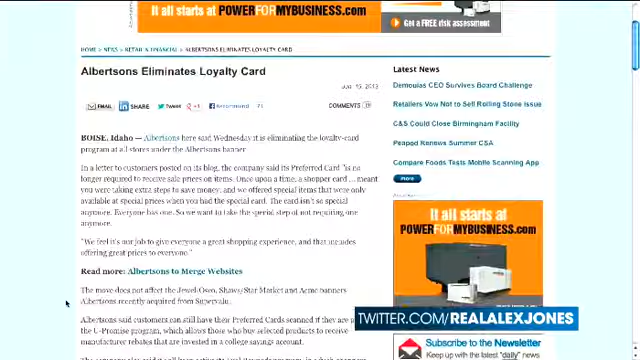 It all starts at POWERFORMYBUSINESS.com
Get a FREE risk assessment
HOME > NEWS > RETAIL & FINANCIAL > ALBERTSONS ELIMINATES LOYALTY CARD
Albertsons Eliminates Loyalty Card
2013
EMAIL
SHARE
Tweet
+1
Recommend
COMMENTS
BOISE, Idaho — Albertsons here said Wednesday it is eliminating the loyalty-card
program at all stores under the Albertsons banner
In a letter to customers posted on its blog, the company said its Preferred Card "is no
longer required to receive sale prices on items. Once upon a time, a shopper card ... meant
you were taking extra steps to save money, and we offered special items that were only
available at special prices when you had the special card. The card isn't so special
anymore. Everyone has one. So we want to take the special step of not requiring one
anymore.
"We feel it's our job to give everyone a great shopping experience, and that includes
offering great prices to everyone."
Read more: Albertsons to Merge Websites
The move does not affect the Jewel-Osco, Shaws/Star Market and Acme banners
Albertsons recently acquired from Supervalu.
Albertsons said customers can still have their Preferred Cards scanned if they are p
the U-Promise program, which allows those who buy selected products to receive
manufacturer rebates that are invested in a college savings account.
Latest News
Demoulas CEO Survives Board Challenge
Retailers Vow Not to Sell Rolling Stone Issue
C&S Could Close Birmingham Facility
Peapod Renews Summer CSA
Compare Foods Tests Mobile Scanning App
more
It all starts at
POWERFORMYBUSINESS.com
TWITTER.COM/REALALEXJONES
Subscribe to the Newsletter
Keep up with the latest "daily" news